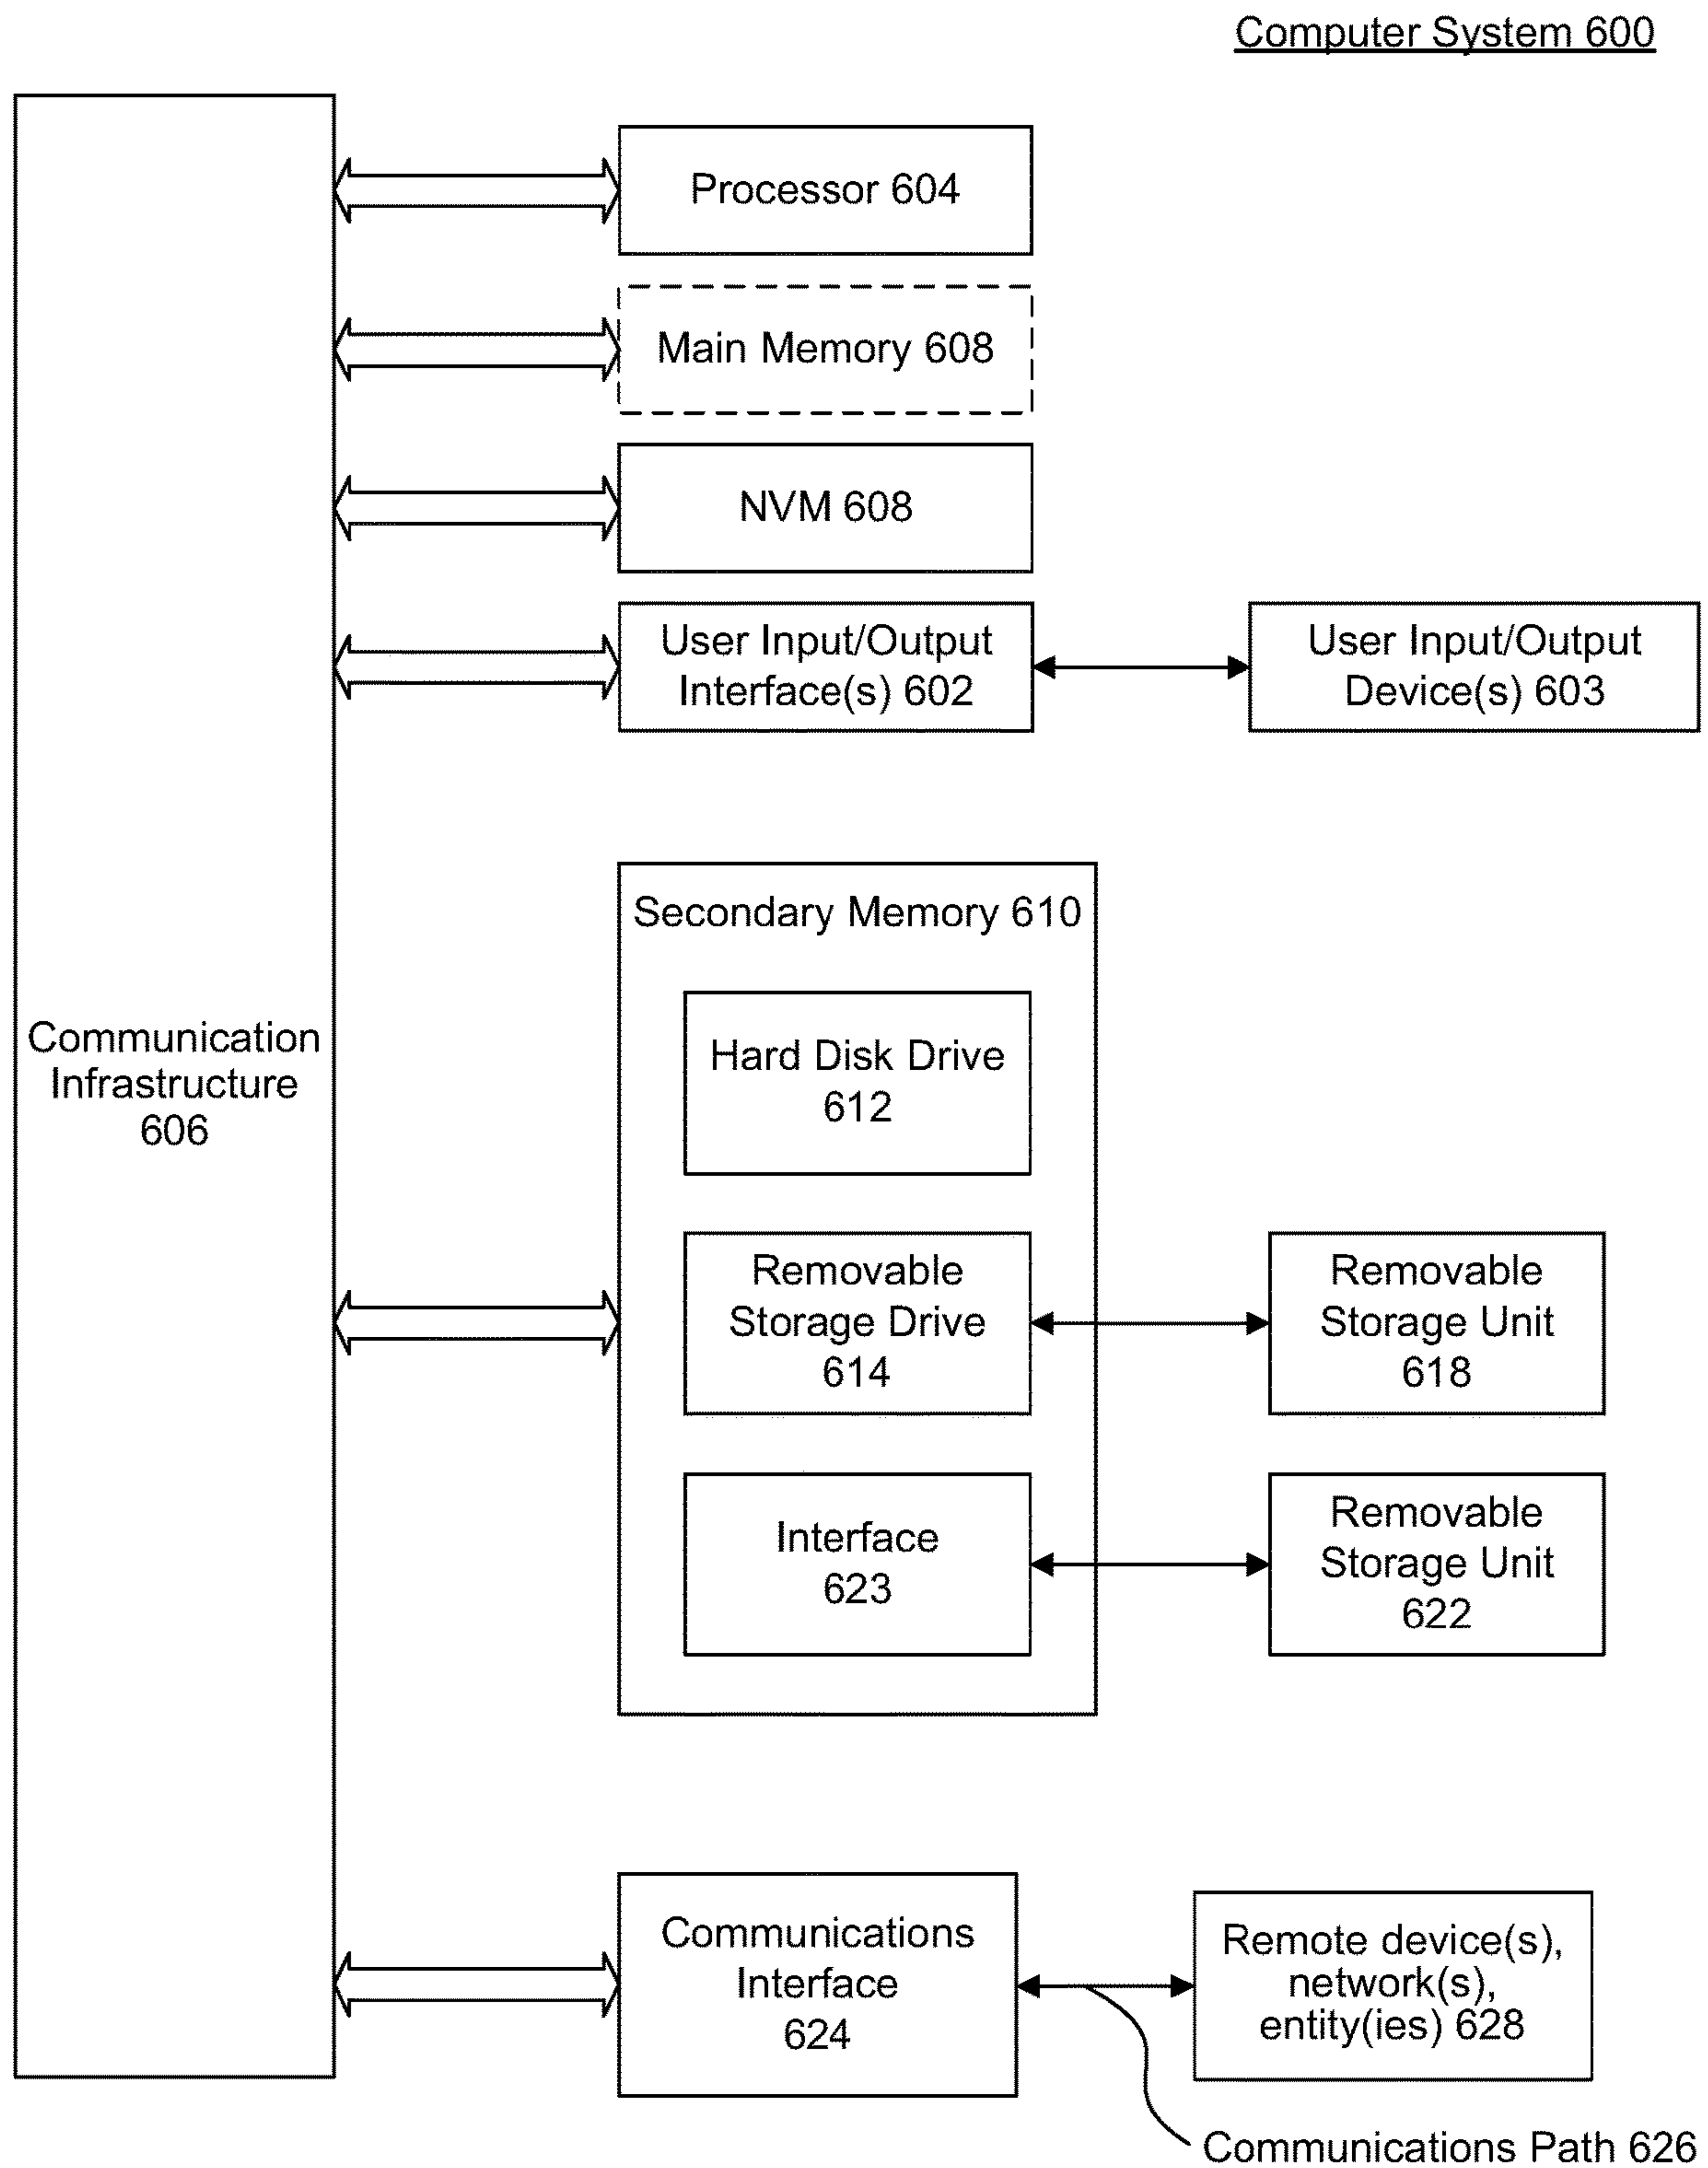 Computer System 600
Processor 604
Main Memory 608
NVM 608
User Input/Output
Interface(s) 602
User Input/Output
Device(s) 603
Communication
Infrastructure
606
Secondary Memory 610
Hard Disk Drive
612
Removable
Storage Drive
614
Removable
Storage Unit
618
Interface
623
Removable
Storage Unit
622
Communications
Interface
624
Remote device(s),
network(s),
entity(ies) 628
Communications Path 626